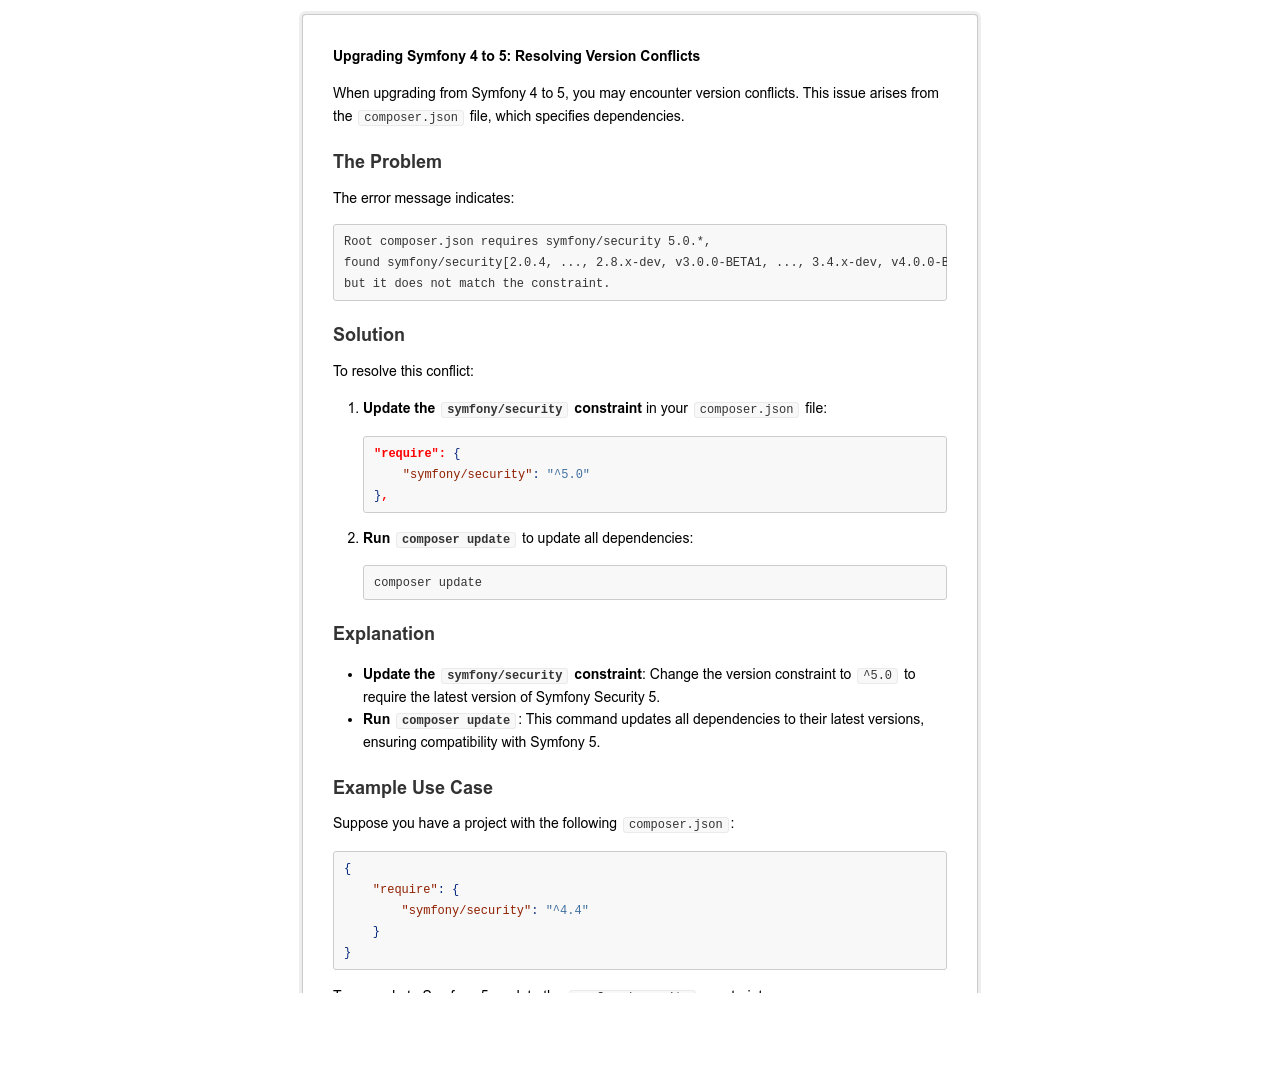 Upgrading Symfony 4 to 5: Resolving Version Conflicts
When upgrading from Symfony 4 to 5, you may encounter version conflicts. This issue arises from
the composer.json file, which specifies dependencies.
The Problem
The error message indicates:
Root composer.json requires symfony/security 5.0.*,
found symfony/security[2.0.4, ..., 2.8.x-dev, v3.0.0-BETA1, ..., 3.4.x-dev, v4.0.0-B
but it does not match the constraint.
Solution
To resolve this conflict:
1. Update the symfony/security constraint in your composer.json file:
"require": {
    "symfony/security": "^5.0"
},
2. Run composer update to update all dependencies:
composer update
Explanation
• Update the symfony/security constraint: Change the version constraint to ^5.0 to
require the latest version of Symfony Security 5.
• Run composer update : This command updates all dependencies to their latest versions,
ensuring compatibility with Symfony 5.
Example Use Case
Suppose you have a project with the following composer.json :
{
    "require": {
        "symfony/security": "^4.4"
    }
}